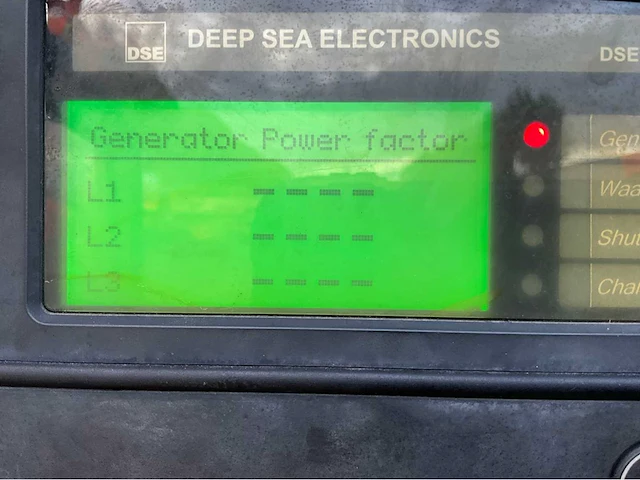 DSE DEEP SEA ELECTRONICS DSE
Generator Power factor
L1 - - - -
L2 - - - -
L3 - - - -
Gen
Waa
Shut
Char